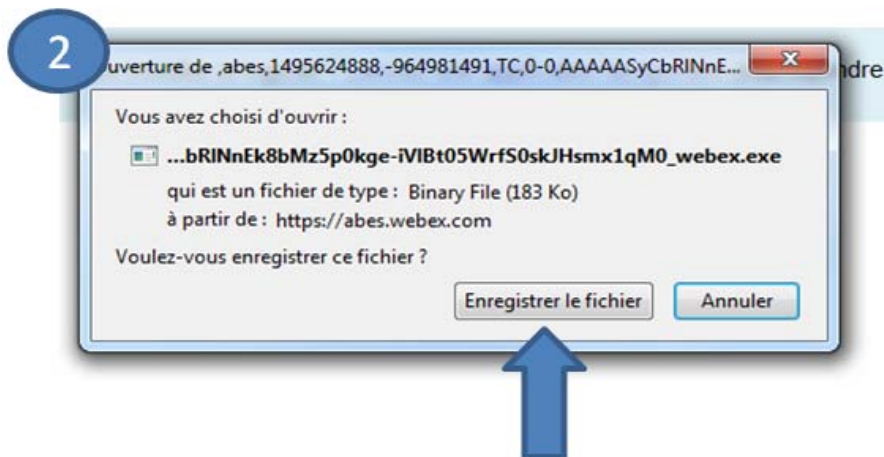 2
uverture de ,abes,1495624888,-964981491,TC,0-0,AAAAASyCbRINnE...
ndre
Vous avez choisi d'ouvrir :
...bRlNnEk8bMz5p0kge-iVlBt05WrfS0skJHsmx1qM0_webex.exe
qui est un fichier de type : Binary File (183 Ko)
à partir de : https://abes.webex.com
Voulez-vous enregistrer ce fichier ?
Enregistrer le fichier Annuler